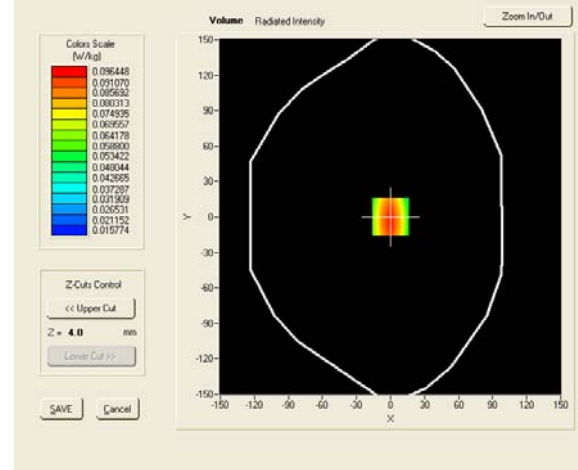 Volume Radiated Intensity
Zoom In/Out
Colors Scale
(W/kg)
0.096448
0.091070
0.085692
0.080313
0.074935
0.069557
0.064178
0.058800
0.053422
0.048044
0.042665
0.037287
0.031909
0.026531
0.021152
0.015774
Z-Cuts Control
<< Upper Cut
Z = 4.0 mm
Lower Cut >>
SAVE Cancel
150
120
90
60
30
0
-30
-60
-90
-120
-150
Y
-150 -120 -90 -60 -30 0 30 60 90 120 150
X